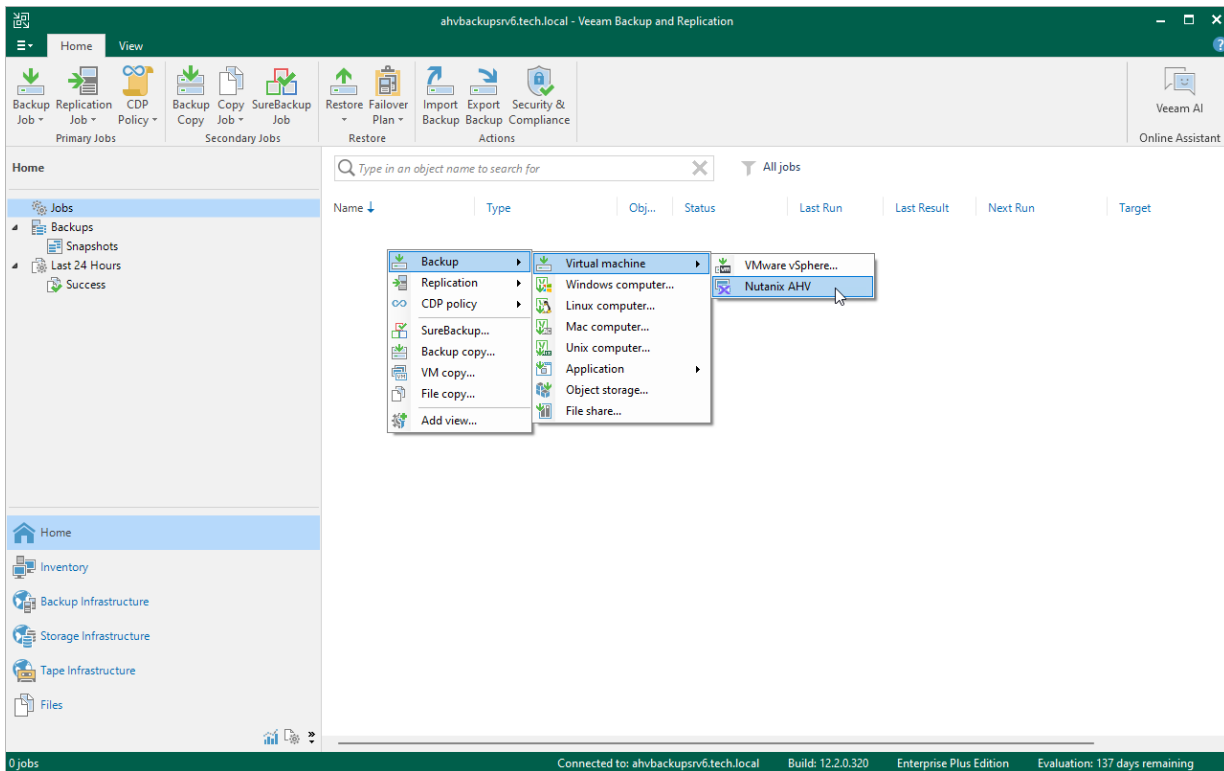 ahvbackupsrv6.tech.local - Veeam Backup and Replication
Home View
Backup Job
Replication Job
CDP Policy
Backup Copy
Copy Job
SureBackup Job
Restore
Failover Plan
Import Backup
Export Backup
Security & Compliance
Veeam AI
Primary Jobs
Secondary Jobs
Restore
Actions
Online Assistant
Home
Type in an object name to search for
All jobs
Jobs
Backups
Snapshots
Last 24 Hours
Success
Name Type Obj... Status Last Run Last Result Next Run Target
Backup
Replication
CDP policy
SureBackup...
Backup copy...
VM copy...
File copy...
Add view...
Virtual machine
Windows computer...
Linux computer...
Mac computer...
Unix computer...
Application
Object storage...
File share...
VMware vSphere...
Nutanix AHV
Home
Inventory
Backup Infrastructure
Storage Infrastructure
Tape Infrastructure
Files
0 jobs
Connected to: ahvbackupsrv6.tech.local Build: 12.2.0.320 Enterprise Plus Edition Evaluation: 137 days remaining